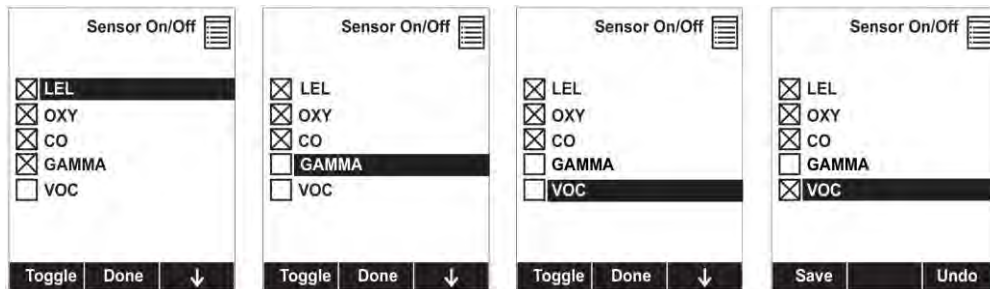 Sensor On/Off
LEL
OXY
CO
GAMMA
VOC
Toggle Done ↓
Sensor On/Off
LEL
OXY
CO
GAMMA
VOC
Toggle Done ↓
Sensor On/Off
LEL
OXY
CO
GAMMA
VOC
Toggle Done ↓
Sensor On/Off
LEL
OXY
CO
GAMMA
VOC
Save Undo